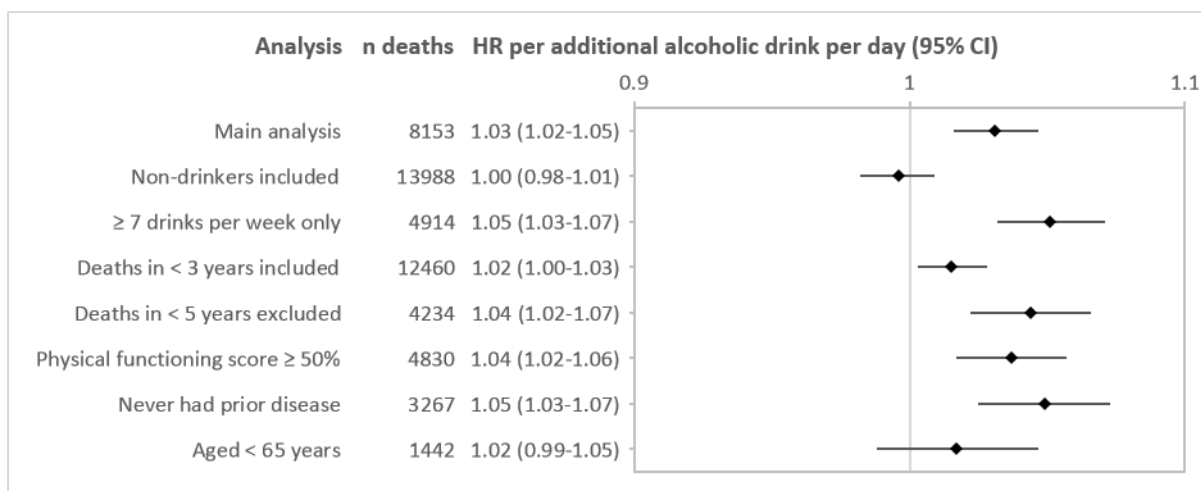 Analysis n deaths HR per additional alcoholic drink per day (95% CI)
0.9 1 1.1
Main analysis 8153 1.03 (1.02-1.05)
Non-drinkers included 13988 1.00 (0.98-1.01)
≥ 7 drinks per week only 4914 1.05 (1.03-1.07)
Deaths in < 3 years included 12460 1.02 (1.00-1.03)
Deaths in < 5 years excluded 4234 1.04 (1.02-1.07)
Physical functioning score ≥ 50% 4830 1.04 (1.02-1.06)
Never had prior disease 3267 1.05 (1.03-1.07)
Aged < 65 years 1442 1.02 (0.99-1.05)